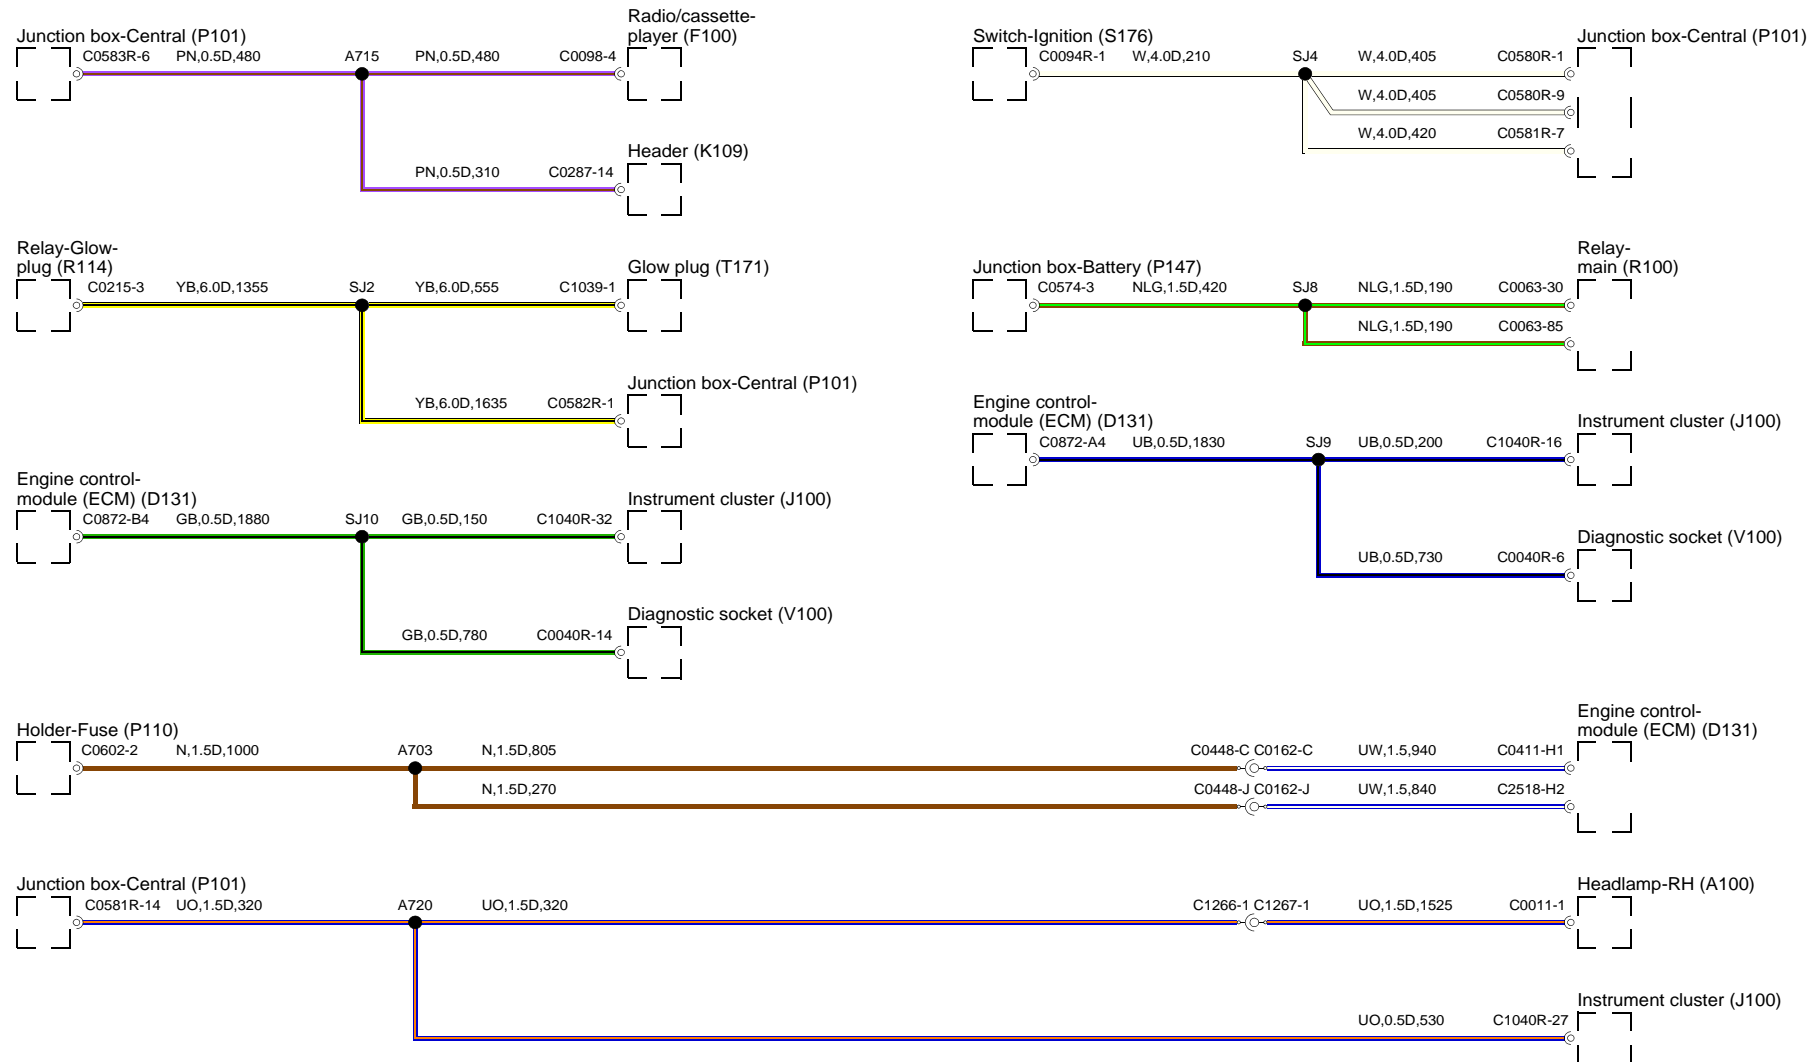 Junction box-Central (P101)
C0583R-6 PN,0.5D,480 A715 PN,0.5D,480 C0098-4
Radio/cassette-
player (F100)
PN,0.5D,310 C0287-14
Header (K109)
Switch-Ignition (S176)
C0094R-1 W,4.0D,210 SJ4 W,4.0D,405 C0580R-1
Junction box-Central (P101)
W,4.0D,405 C0580R-9
W,4.0D,420 C0581R-7
Relay-Glow-
plug (R114)
C0215-3 YB,6.0D,1355 SJ2 YB,6.0D,555 C1039-1
Glow plug (T171)
YB,6.0D,1635 C0582R-1
Junction box-Central (P101)
Junction box-Battery (P147)
C0574-3 NLG,1.5D,420 SJ8 NLG,1.5D,190 C0063-30
Relay-
main (R100)
NLG,1.5D,190 C0063-85
Engine control-
module (ECM) (D131)
C0872-A4 UB,0.5D,1830 SJ9 UB,0.5D,200 C1040R-16
Instrument cluster (J100)
UB,0.5D,730 C0040R-6
Diagnostic socket (V100)
Engine control-
module (ECM) (D131)
C0872-B4 GB,0.5D,1880 SJ10 GB,0.5D,150 C1040R-32
Instrument cluster (J100)
GB,0.5D,780 C0040R-14
Diagnostic socket (V100)
Holder-Fuse (P110)
C0602-2 N,1.5D,1000 A703 N,1.5D,805 C0448-C C0162-C UW,1.5,940 C0411-H1
Engine control-
module (ECM) (D131)
N,1.5D,270 C0448-J C0162-J UW,1.5,840 C2518-H2
Junction box-Central (P101)
C0581R-14 UO,1.5D,320 A720 UO,1.5D,320 C1266-1 C1267-1 UO,1.5D,1525 C0011-1
Headlamp-RH (A100)
UO,0.5D,530 C1040R-27
Instrument cluster (J100)